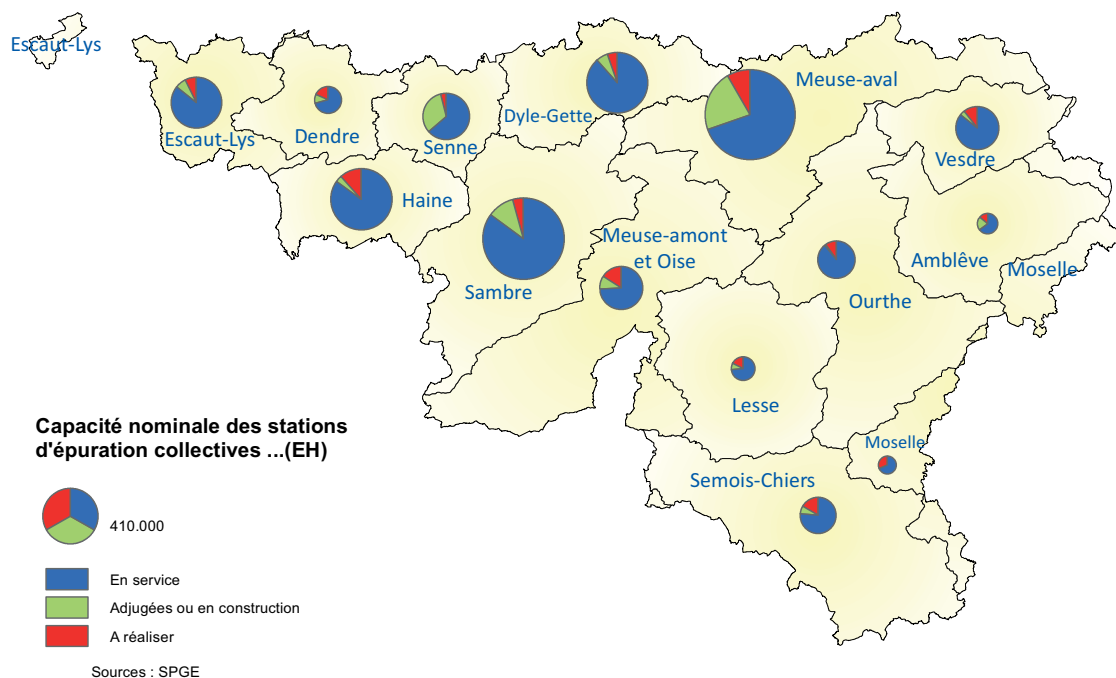 Escaut-Lys
Meuse-aval
Dyle-Gette
Escaut-Lys
Dendre
Senne
Vesdre
Haine
Meuse-amont
et Oise
Amblêve
Moselle
Sambre
Ourthe
Lesse
Capacité nominale des stations
d'épuration collectives ...(EH)
Moselle
Semois-Chiers
410.000
En service
Adjugées ou en construction
A réaliser
Sources : SPGE